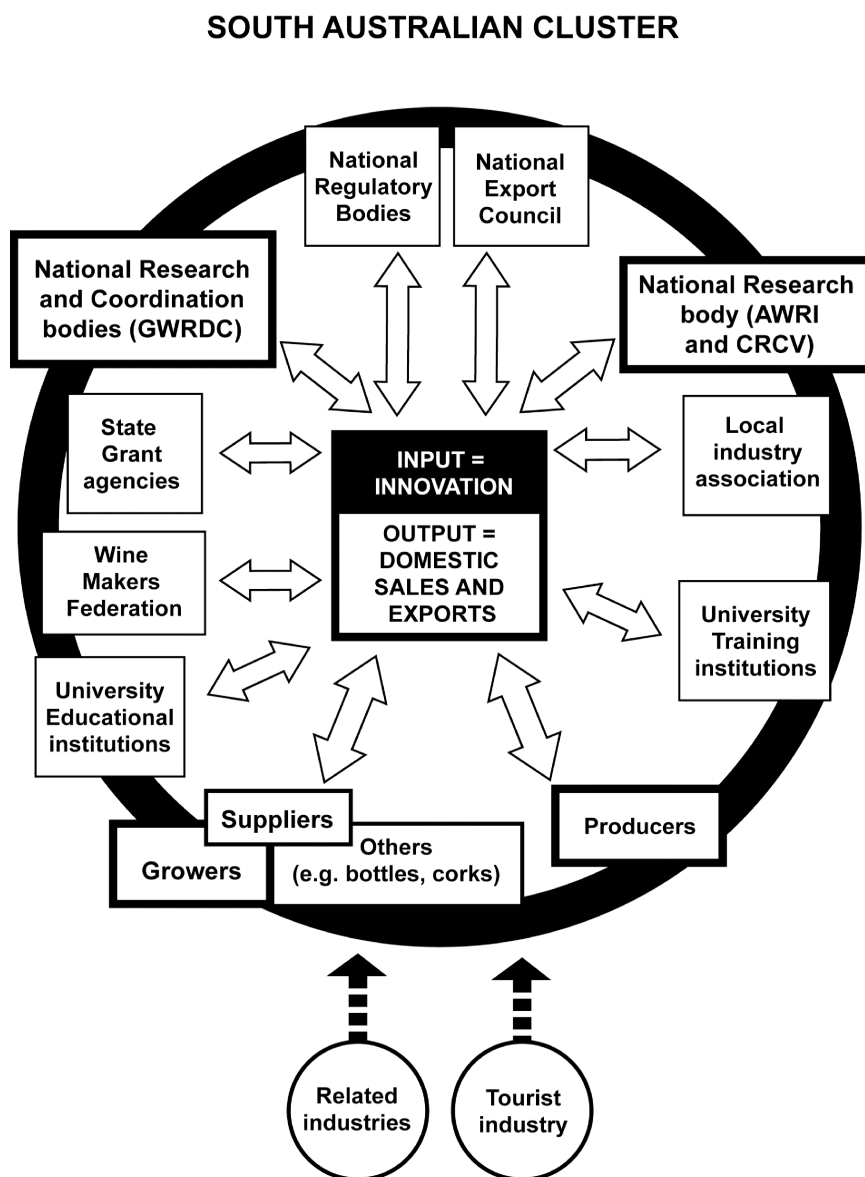 SOUTH AUSTRALIAN CLUSTER
National
Regulatory
Bodies
National
Export
Council
National Research
and Coordination
bodies (GWRDC)
National Research
body (AWRI
and CRCV)
State
Grant
agencies
Local
industry
association
INPUT =
INNOVATION
OUTPUT =
DOMESTIC
SALES AND
EXPORTS
Wine
Makers
Federation
University
Training
institutions
University
Educational
institutions
Suppliers
Growers
Others
(e.g. bottles, corks)
Producers
Related
industries
Tourist
industry